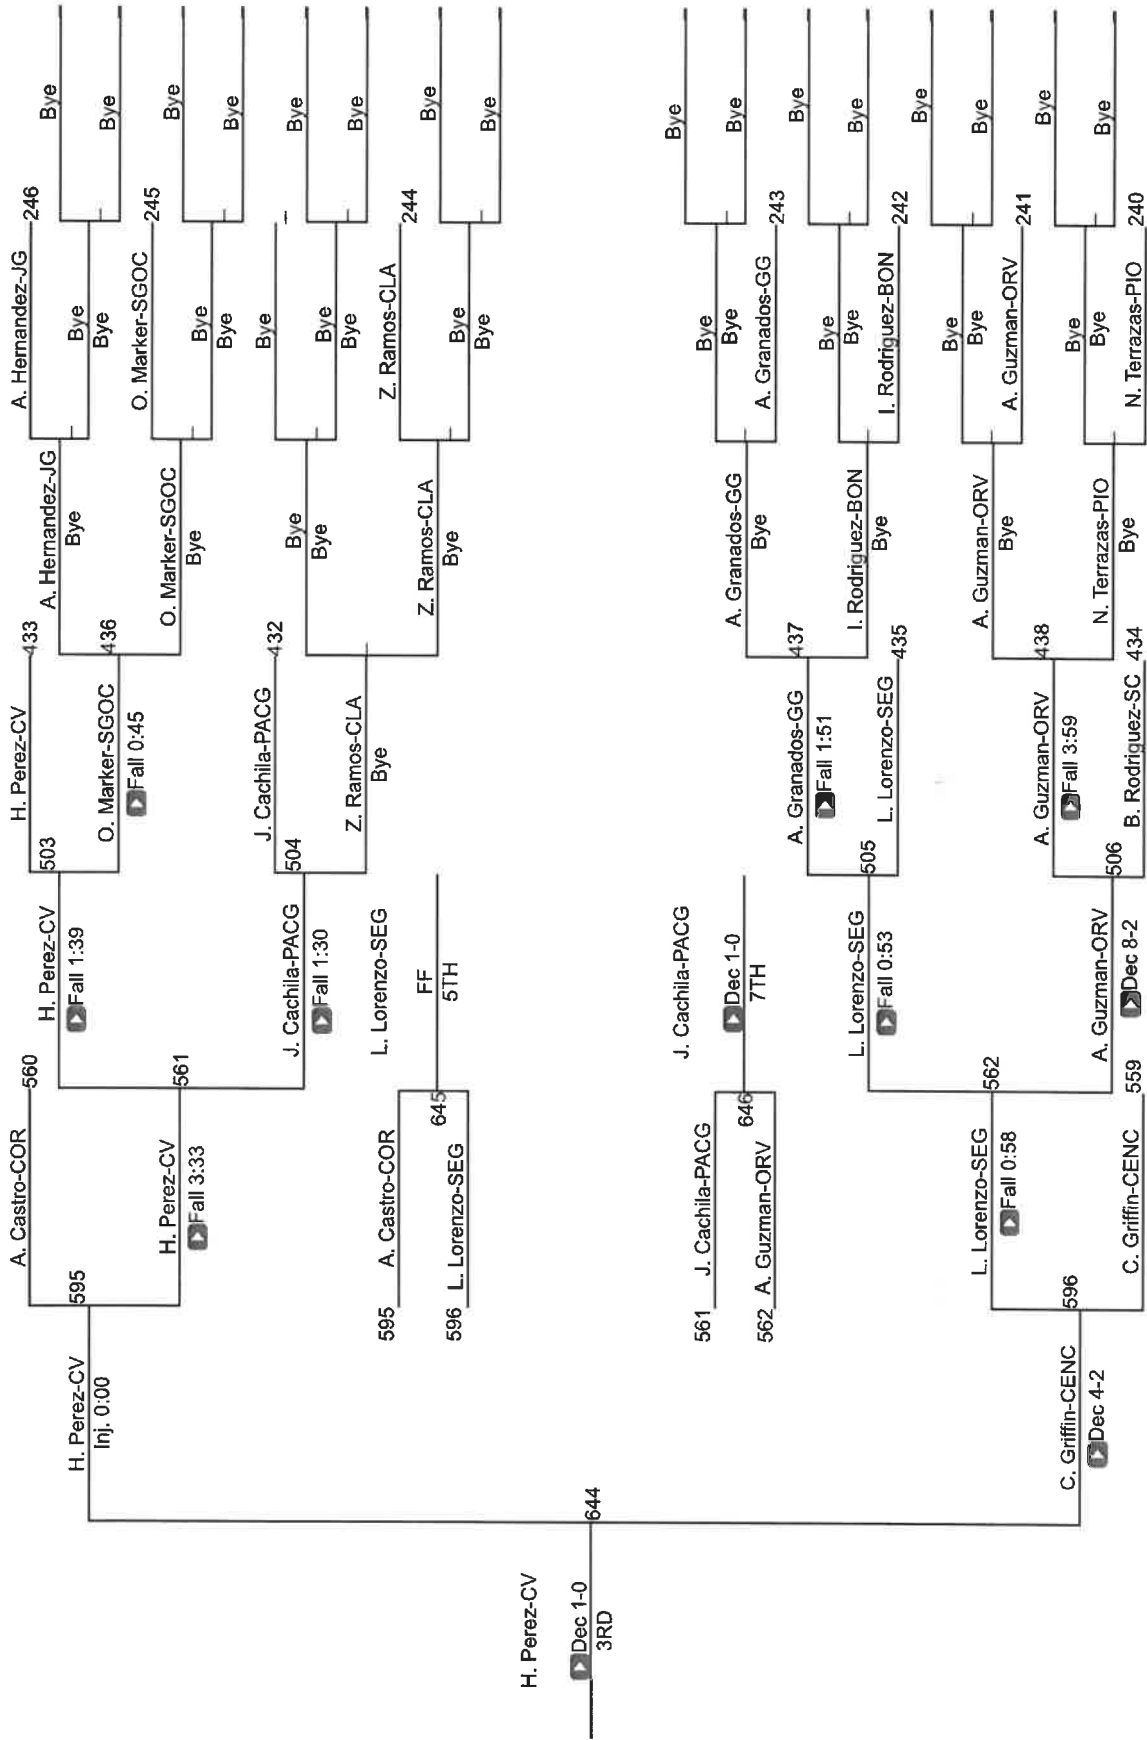 A. Castro-COR
560
H. Perez-CV
433
A. Hernandez-JG
246
H. Perez-CV
503
A. Hernandez-JG
Bye
H. Perez-CV
595
Fall 1:39
Bye
Bye
Inj. 0:00
O. Marker-SGOC
436
Bye
Bye
Fall 0:45
O. Marker-SGOC
245
H. Perez-CV
561
O. Marker-SGOC
Bye
Fall 3:33
Bye
Bye
Bye
Bye
J. Cachila-PACG
432
Bye
J. Cachila-PACG
504
Bye
Bye
Fall 1:30
Bye
Bye
Z. Ramos-CLA
Bye
Bye
Bye
L. Lorenzo-SEG
595
A. Castro-COR
Z. Ramos-CLA
244
FF
Z. Ramos-CLA
Bye
645
5TH
Bye
Bye
596
L. Lorenzo-SEG
Bye
Bye
H. Perez-CV
Dec 1-0
644
3RD
J. Cachila-PACG
Bye
561
J. Cachila-PACG
Bye
Dec 1-0
A. Granados-GG
Bye
Bye
646
7TH
Bye
562
A. Guzman-ORV
A. Granados-GG
243
A. Granados-GG
437
Bye
Bye
Fall 1:51
L. Lorenzo-SEG
505
I. Rodriguez-BON
Bye
Bye
Fall 0:53
L. Lorenzo-SEG
435
Bye
I. Rodriguez-BON
242
Bye
L. Lorenzo-SEG
562
A. Guzman-ORV
Bye
Fall 0:58
Bye
Bye
Bye
A. Guzman-ORV
241
A. Guzman-ORV
438
Bye
C. Griffin-CENC
596
Fall 3:59
Bye
Dec 4-2
A. Guzman-ORV
506
N. Terrazas-PIO
Bye
Bye
Dec 8-2
Bye
C. Griffin-CENC
559
B. Rodriguez-SC
434
N. Terrazas-PIO
240